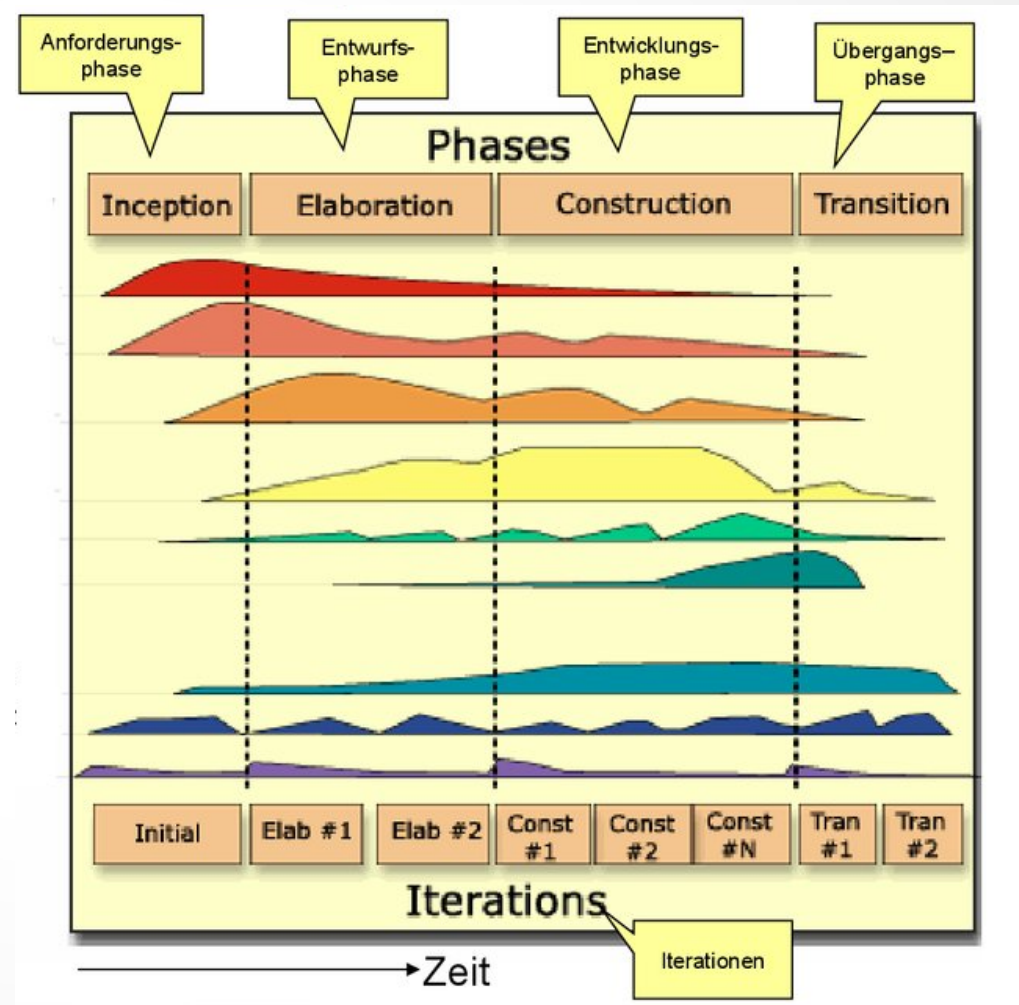 Anforderungs-
phase
Entwurfs-
phase
Entwicklungs-
phase
Übergangs–
phase
Phases
Inception
Elaboration
Construction
Transition
Initial
Elab #1
Elab #2
Const
#1
Const
#2
Const
#N
Tran
#1
Tran
#2
Iterations
Iterationen
Zeit